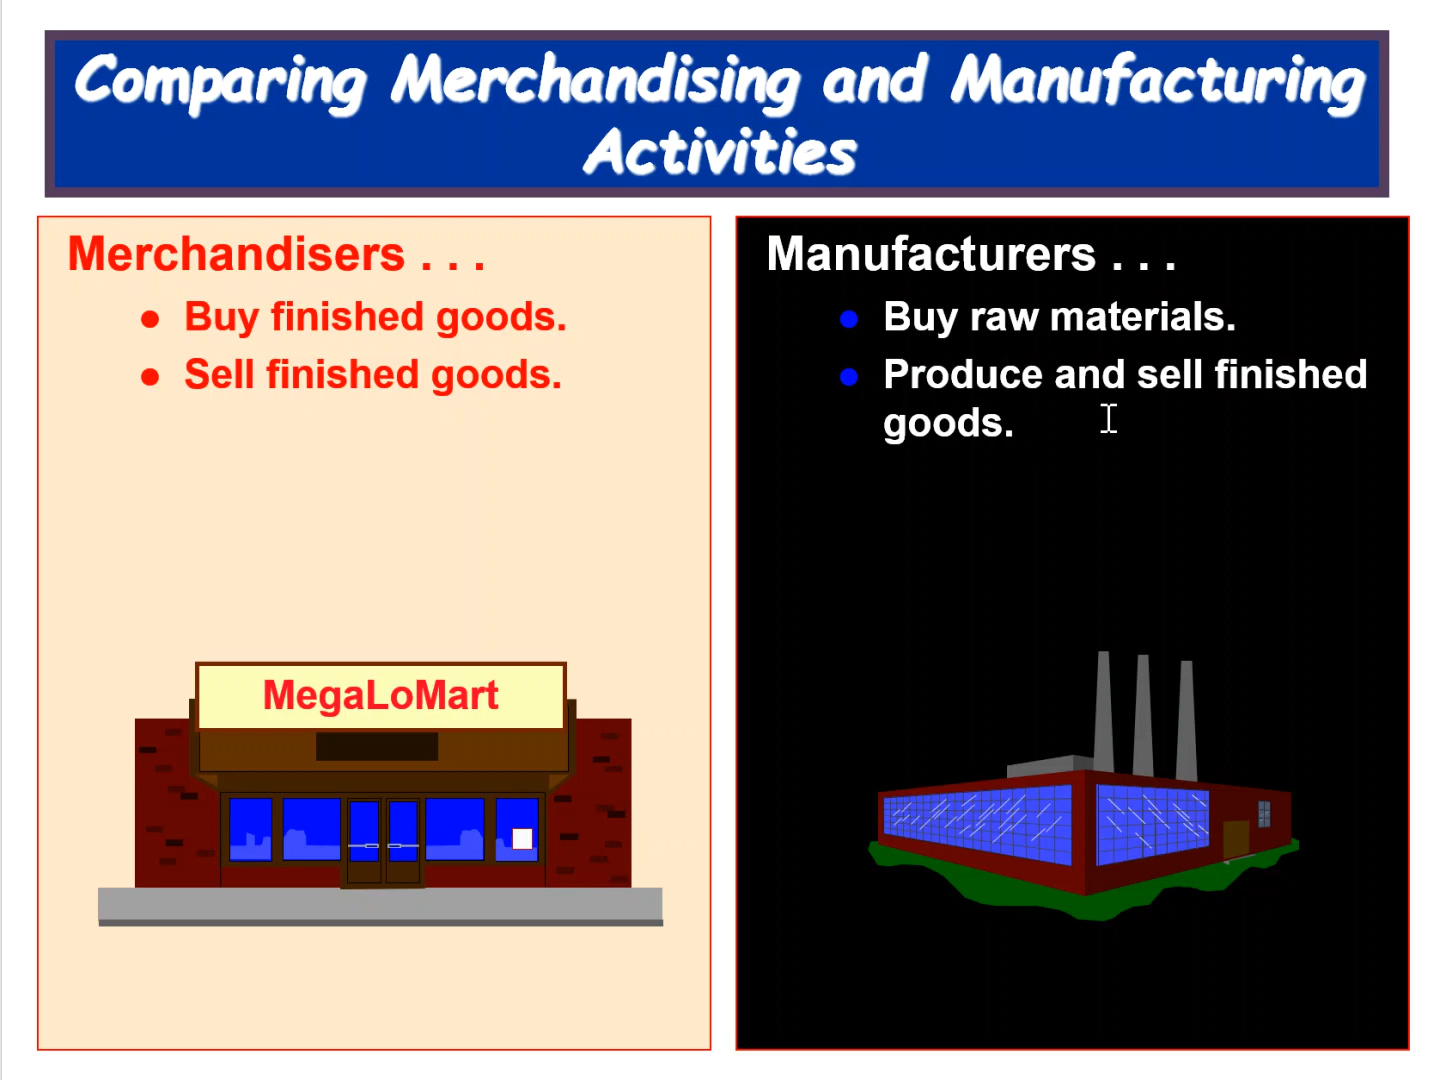 Comparing Merchandising and Manufacturing
Activities
Merchandisers . . .
● Buy finished goods.
● Sell finished goods.
MegaLoMart
Manufacturers . . .
● Buy raw materials.
● Produce and sell finished
goods.